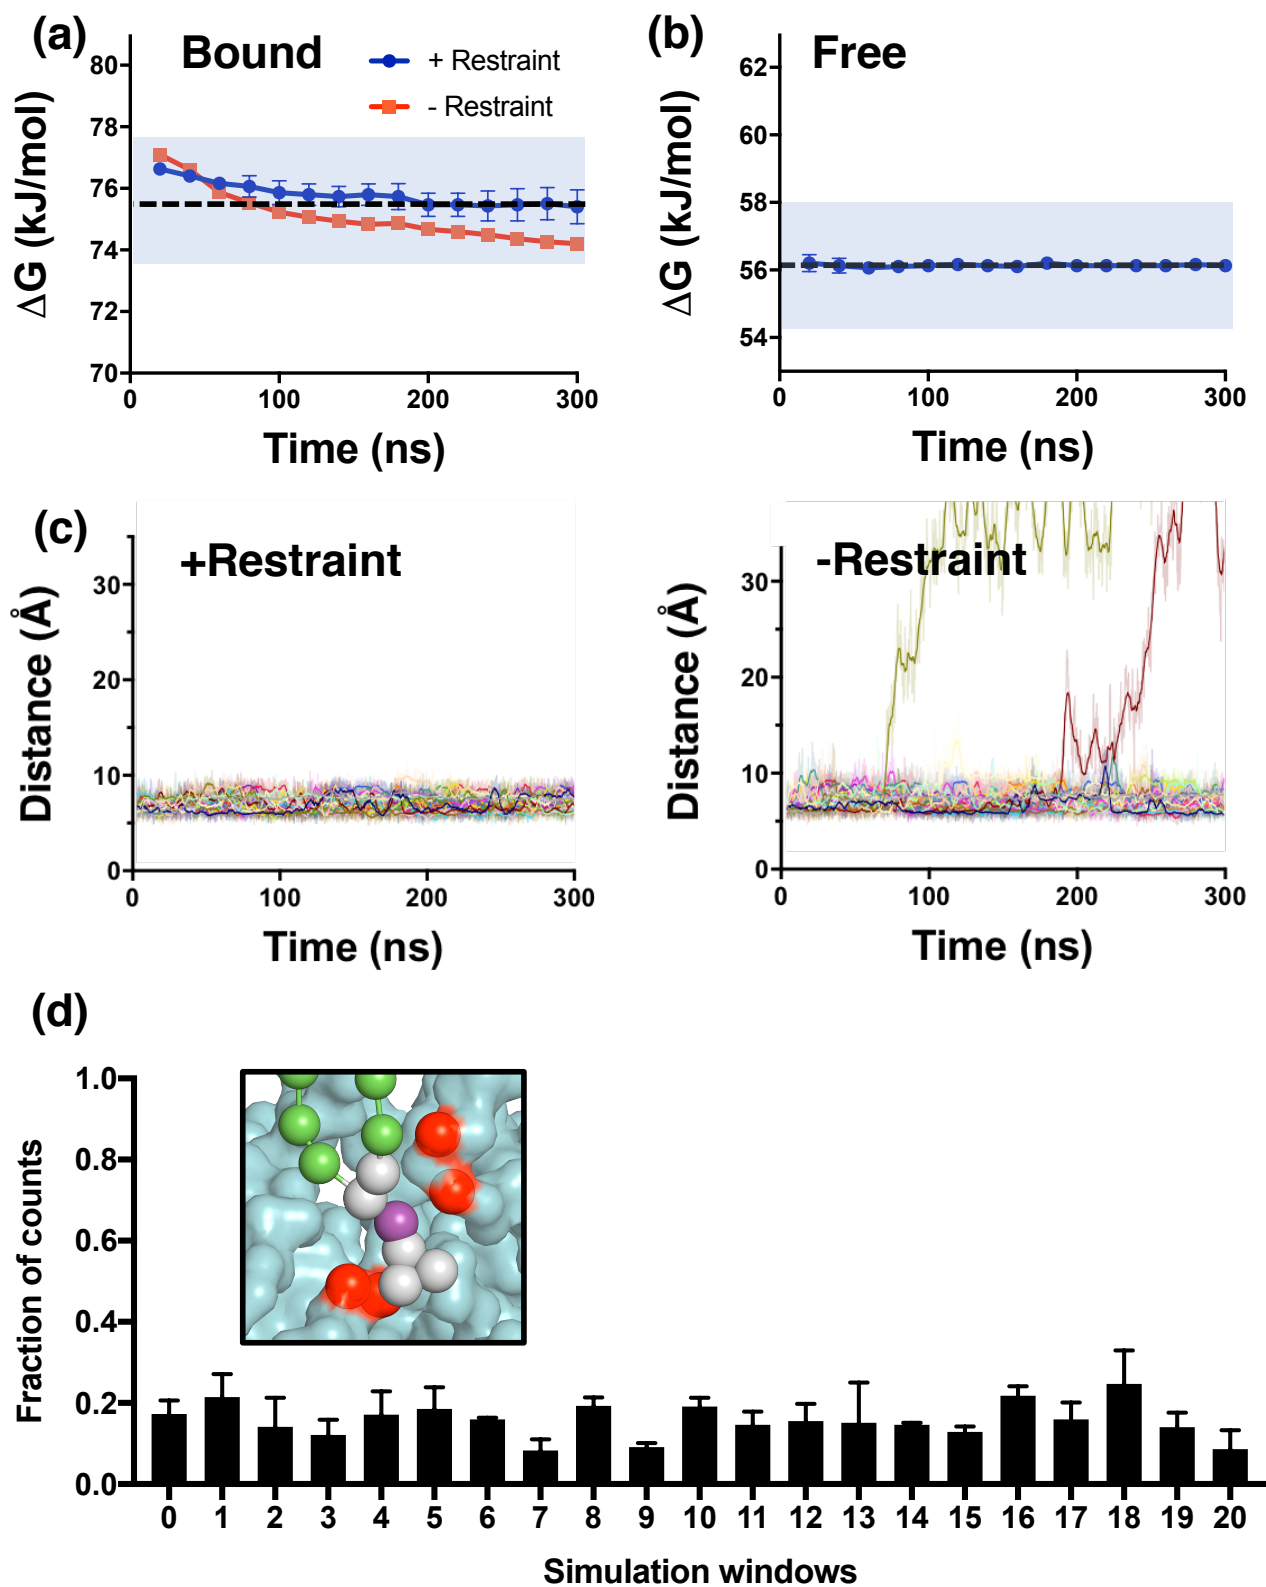 (a)
Bound
+ Restraint
- Restraint
ΔG (kJ/mol)
80
78
76
74
72
70
0
100
200
300
Time (ns)
(b)
Free
ΔG (kJ/mol)
62
60
58
56
54
0
100
200
300
Time (ns)
(c)
+Restraint
Distance (Å)
30
20
10
0
0
100
200
300
Time (ns)
-Restraint
Distance (Å)
30
20
10
0
0
100
200
300
Time (ns)
(d)
Fraction of counts
1.0
0.8
0.6
0.4
0.2
0.0
0 1 2 3 4 5 6 7 8 9 10 11 12 13 14 15 16 17 18 19 20
Simulation windows